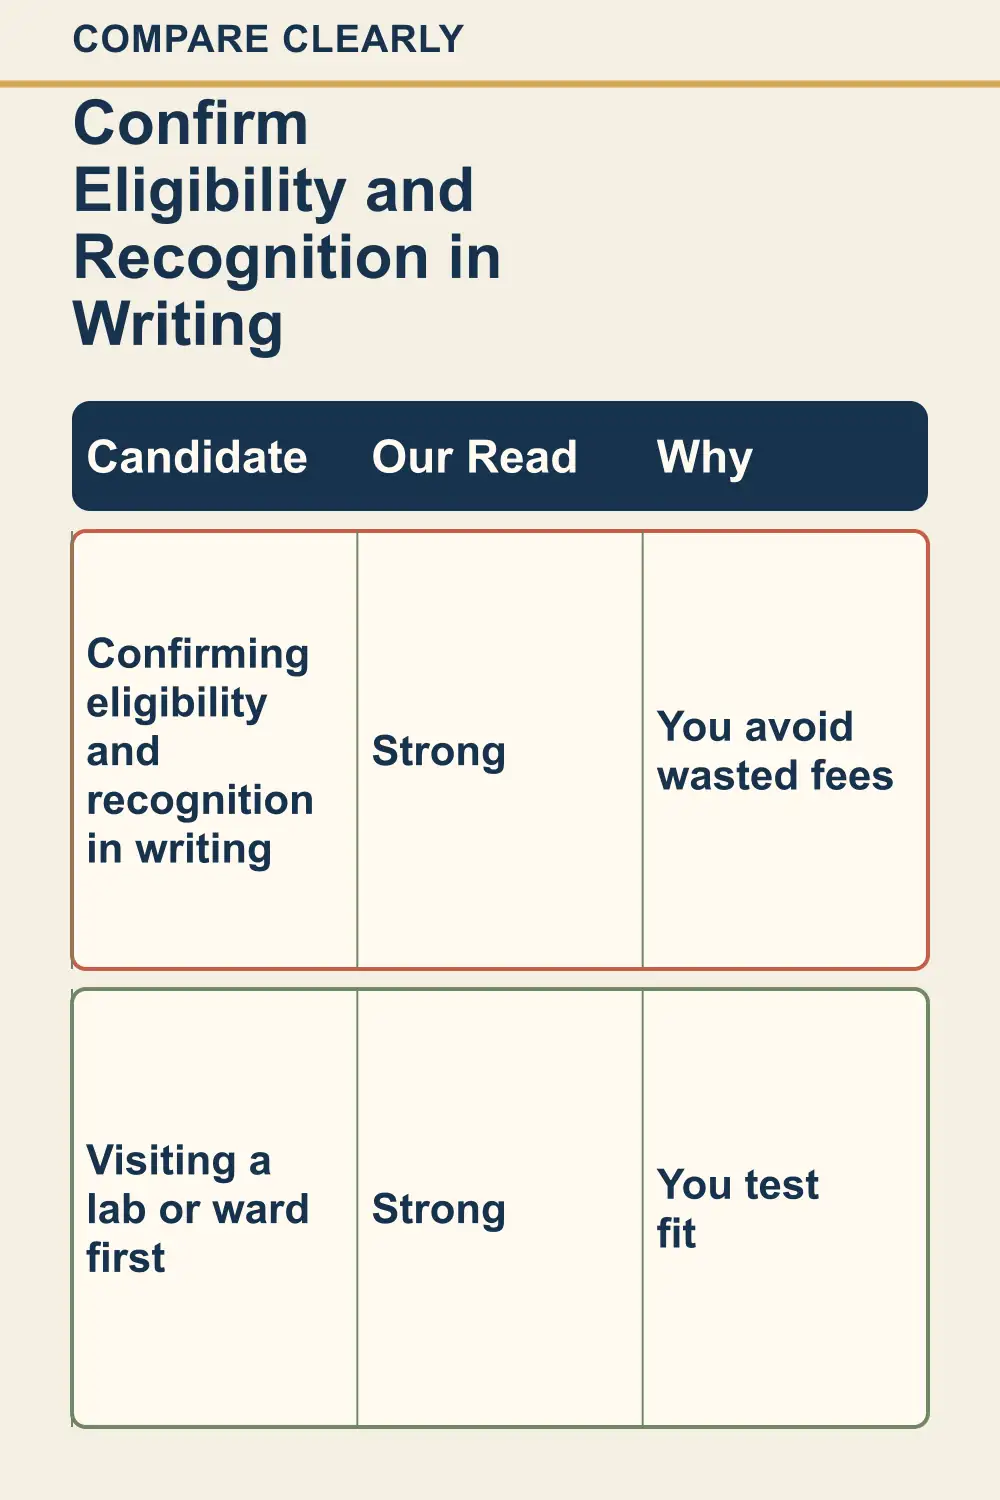 COMPARE CLEARLY
Confirm
Eligibility and
Recognition in
Writing
Candidate Our Read Why
Confirming
eligibility
and
recognition
in writing
Strong
You avoid
wasted fees
Visiting a
lab or ward
first
Strong
You test
fit